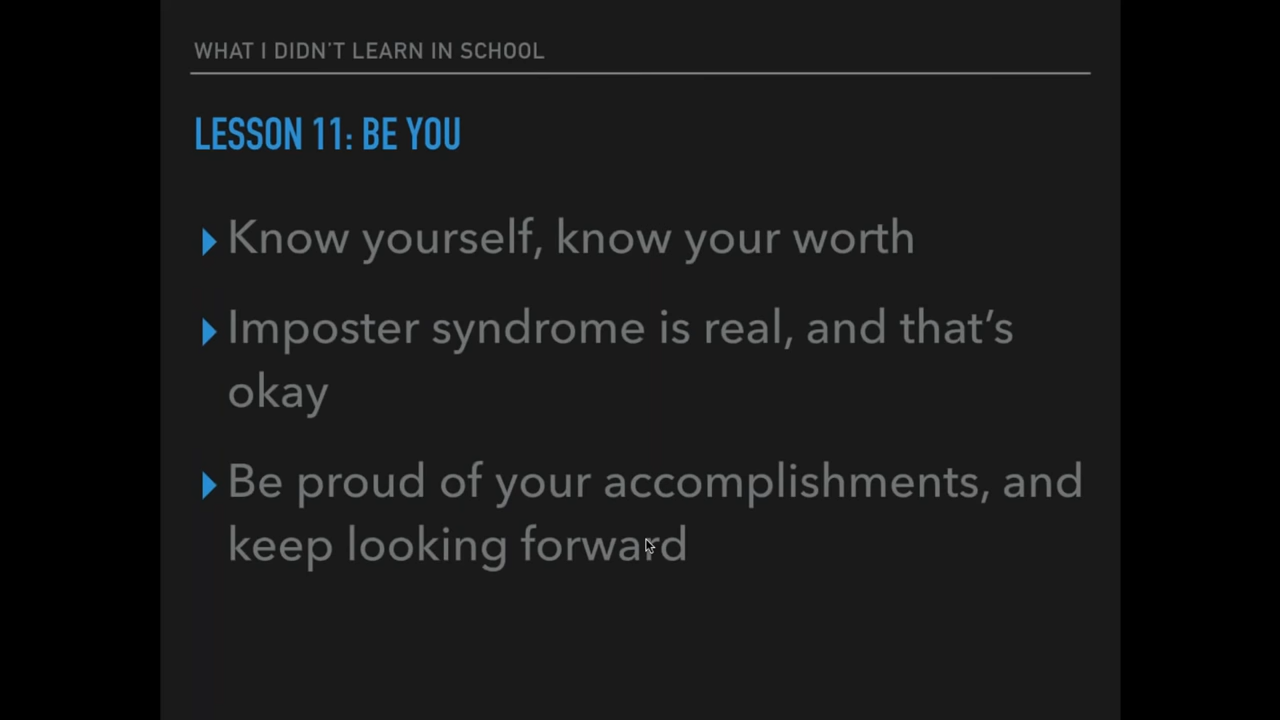 WHAT I DIDN'T LEARN IN SCHOOL
LESSON 11: BE YOU
Know yourself, know your worth
Imposter syndrome is real, and that’s
okay
Be proud of your accomplishments, and
keep looking forward